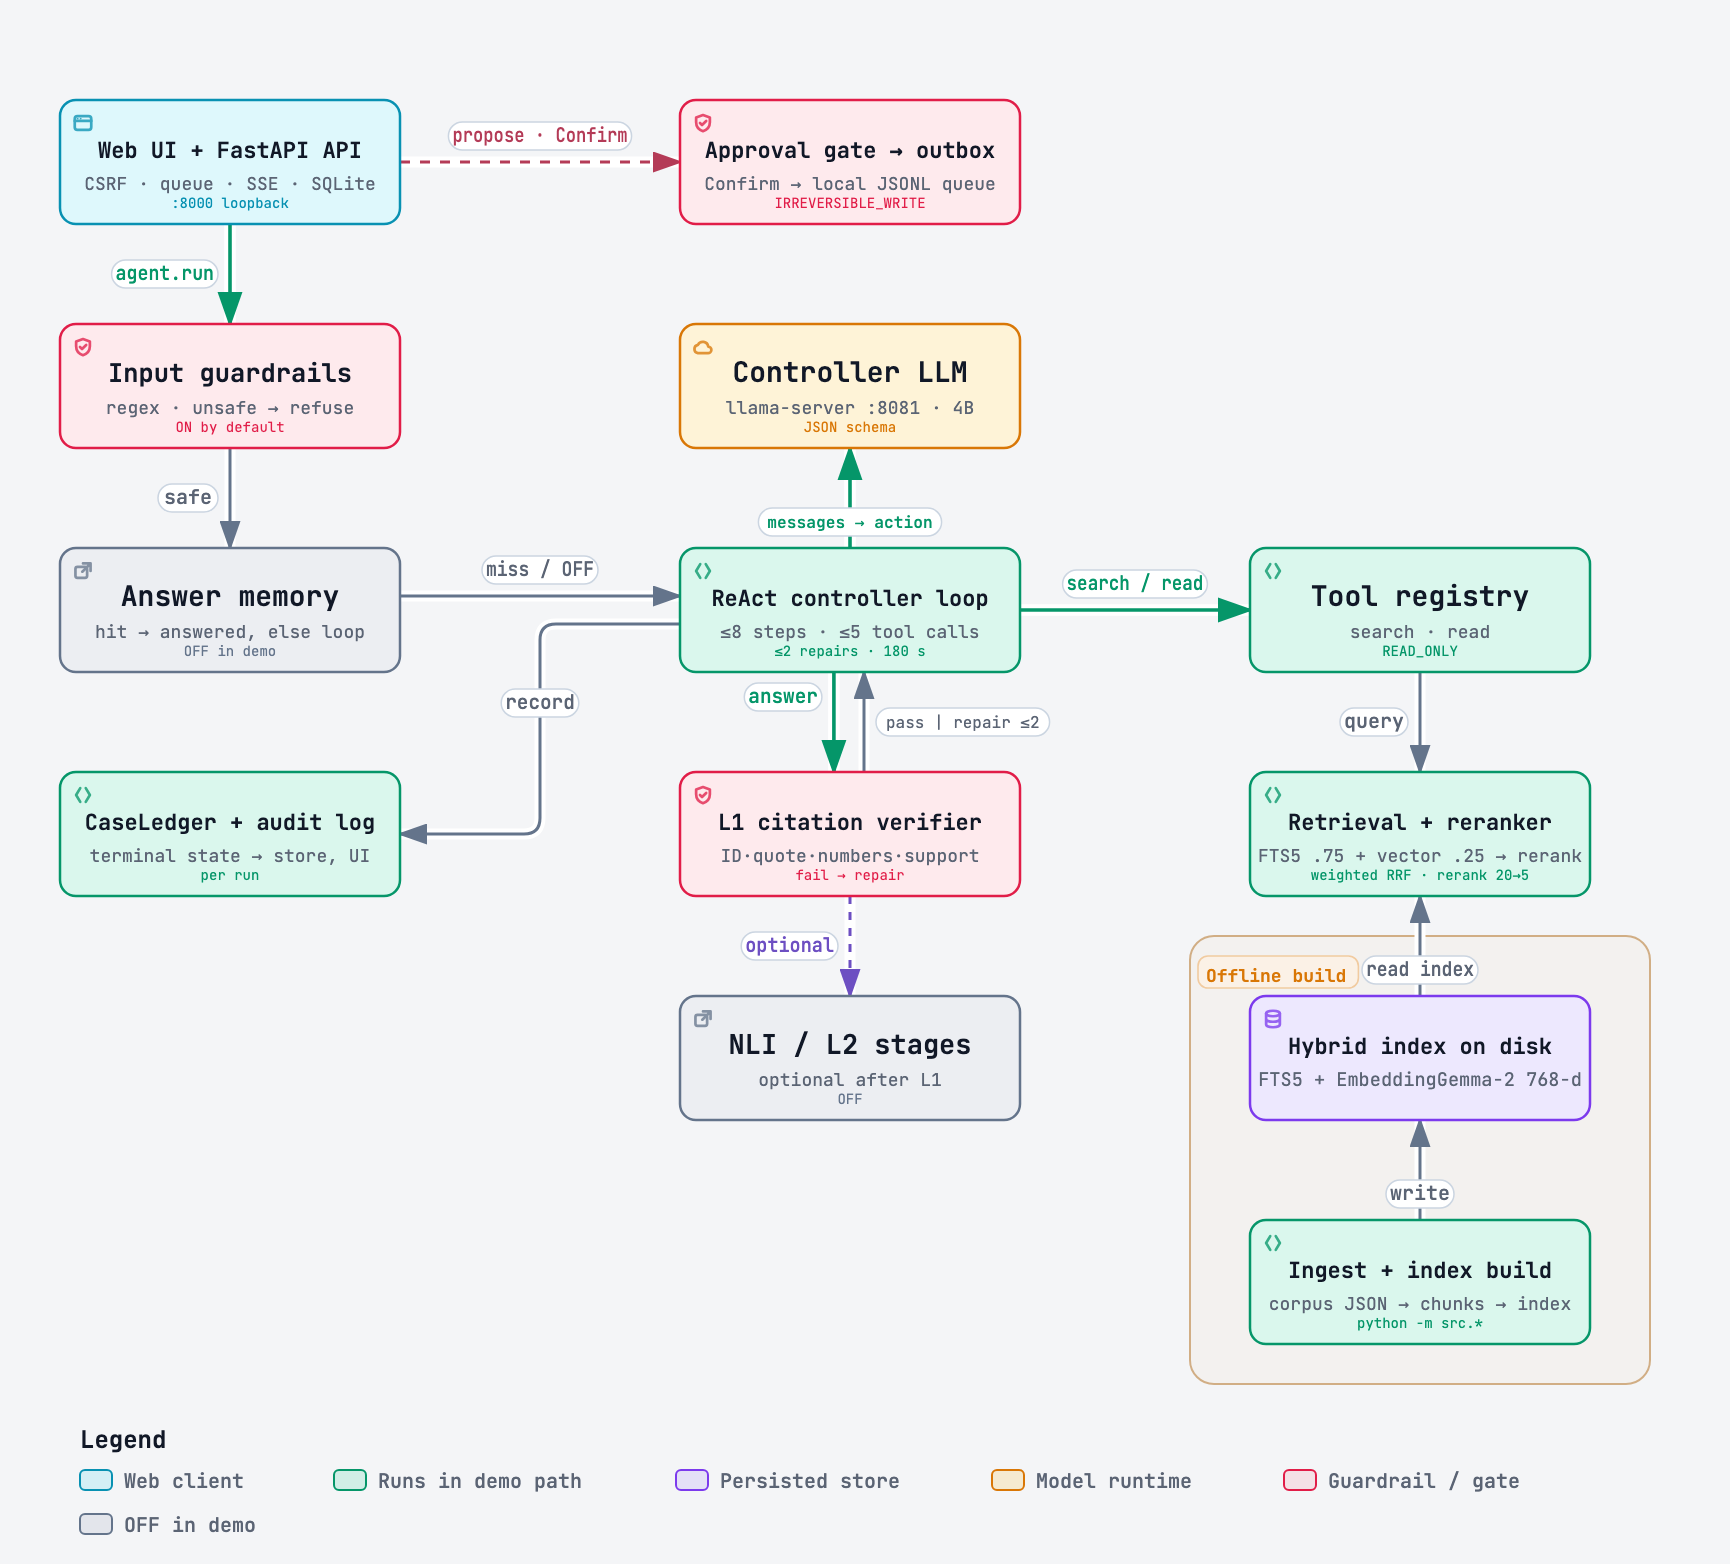 Web UI + FastAPI API
CSRF · queue · SSE · SQLite
:8000 loopback
propose · Confirm
Approval gate → outbox
Confirm → local JSONL queue
IRREVERSIBLE_WRITE
agent.run
Input guardrails
regex · unsafe → refuse
ON by default
Controller LLM
llama-server :8081 · 4B
JSON schema
safe
messages → action
Answer memory
hit → answered, else loop
OFF in demo
miss / OFF
ReAct controller loop
≤8 steps · ≤5 tool calls
≤2 repairs · 180 s
search / read
Tool registry
search · read
READ_ONLY
record
answer
pass | repair ≤2
query
CaseLedger + audit log
terminal state → store, UI
per run
L1 citation verifier
ID·quote·numbers·support
fail → repair
Retrieval + reranker
FTS5 .75 + vector .25 → rerank
weighted RRF · rerank 20→5
optional
Offline build
read index
NLI / L2 stages
optional after L1
OFF
Hybrid index on disk
FTS5 + EmbeddingGemma-2 768-d
write
Ingest + index build
corpus JSON → chunks → index
python -m src.*
Legend
Web client
Runs in demo path
Persisted store
Model runtime
Guardrail / gate
OFF in demo